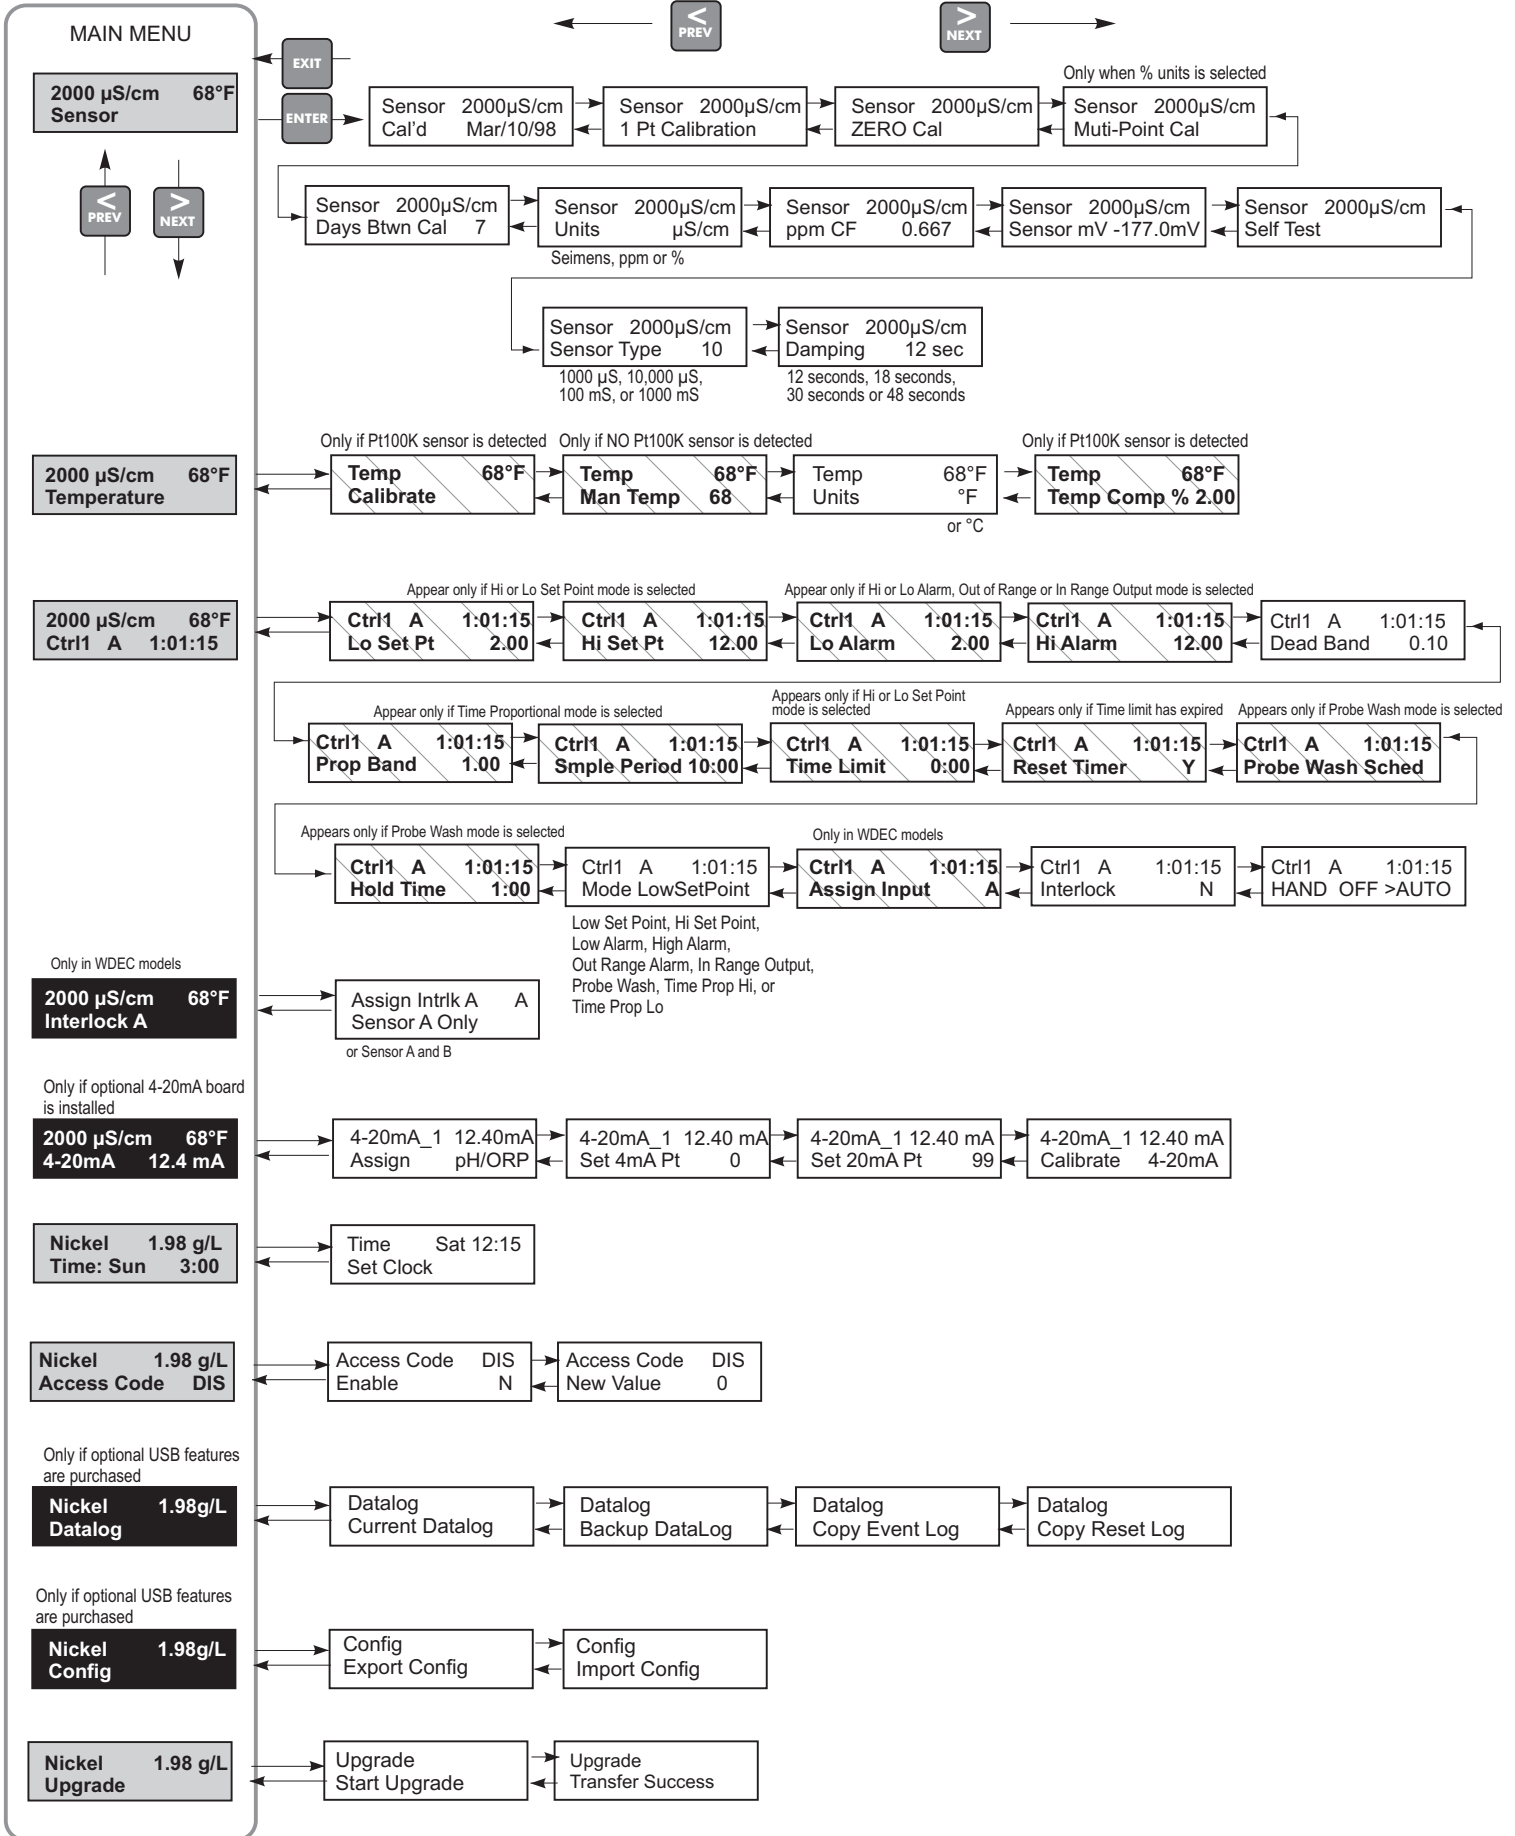 MAIN MENU
<
PREV
>
NEXT
EXIT
ENTER
2000 µS/cm 68°F
Sensor
Only when % units is selected
Sensor 2000µS/cm
Cal'd Mar/10/98
Sensor 2000µS/cm
1 Pt Calibration
Sensor 2000µS/cm
ZERO Cal
Sensor 2000µS/cm
Muti-Point Cal
<
PREV
>
NEXT
Sensor 2000µS/cm
Days Btwn Cal 7
Sensor 2000µS/cm
Units µS/cm
Seimens, ppm or %
Sensor 2000µS/cm
ppm CF 0.667
Sensor 2000µS/cm
Sensor mV -177.0mV
Sensor 2000µS/cm
Self Test
Sensor 2000µS/cm
Sensor Type 10
1000 µS, 10,000 µS,
100 mS, or 1000 mS
Sensor 2000µS/cm
Damping 12 sec
12 seconds, 18 seconds,
30 seconds or 48 seconds
2000 µS/cm 68°F
Temperature
Only if Pt100K sensor is detected
Temp 68°F
Calibrate
Only if NO Pt100K sensor is detected
Temp 68°F
Man Temp 68
Temp 68°F
Units °F
or °C
Only if Pt100K sensor is detected
Temp 68°F
Temp Comp % 2.00
2000 µS/cm 68°F
Ctrl1 A 1:01:15
Appear only if Hi or Lo Set Point mode is selected
Ctrl1 A 1:01:15
Lo Set Pt 2.00
Ctrl1 A 1:01:15
Hi Set Pt 12.00
Appear only if Hi or Lo Alarm, Out of Range or In Range Output mode is selected
Ctrl1 A 1:01:15
Lo Alarm 2.00
Ctrl1 A 1:01:15
Hi Alarm 12.00
Ctrl1 A 1:01:15
Dead Band 0.10
Appear only if Time Proportional mode is selected
Ctrl1 A 1:01:15
Prop Band 1.00
Ctrl1 A 1:01:15
Smple Period 10:00
Appears only if Hi or Lo Set Point
mode is selected
Ctrl1 A 1:01:15
Time Limit 0:00
Appears only if Time limit has expired
Ctrl1 A 1:01:15
Reset Timer Y
Appears only if Probe Wash mode is selected
Ctrl1 A 1:01:15
Probe Wash Sched
Appears only if Probe Wash mode is selected
Ctrl1 A 1:01:15
Hold Time 1:00
Ctrl1 A 1:01:15
Mode LowSetPoint
Low Set Point, Hi Set Point,
Low Alarm, High Alarm,
Out Range Alarm, In Range Output,
Probe Wash, Time Prop Hi, or
Time Prop Lo
Only in WDEC models
Ctrl1 A 1:01:15
Assign Input A
Ctrl1 A 1:01:15
Interlock N
Ctrl1 A 1:01:15
HAND OFF >AUTO
Only in WDEC models
2000 µS/cm 68°F
Interlock A
Assign Intrlk A A
Sensor A Only
or Sensor A and B
Only if optional 4-20mA board
is installed
2000 µS/cm 68°F
4-20mA 12.4 mA
4-20mA_1 12.40mA
Assign pH/ORP
4-20mA_1 12.40 mA
Set 4mA Pt 0
4-20mA_1 12.40 mA
Set 20mA Pt 99
4-20mA_1 12.40 mA
Calibrate 4-20mA
Nickel 1.98 g/L
Time: Sun 3:00
Time Sat 12:15
Set Clock
Nickel 1.98 g/L
Access Code DIS
Access Code DIS
Enable N
Access Code DIS
New Value 0
Only if optional USB features
are purchased
Nickel 1.98g/L
Datalog
Datalog
Current Datalog
Datalog
Backup DataLog
Datalog
Copy Event Log
Datalog
Copy Reset Log
Only if optional USB features
are purchased
Nickel 1.98g/L
Config
Config
Export Config
Config
Import Config
Nickel 1.98 g/L
Upgrade
Upgrade
Start Upgrade
Upgrade
Transfer Success